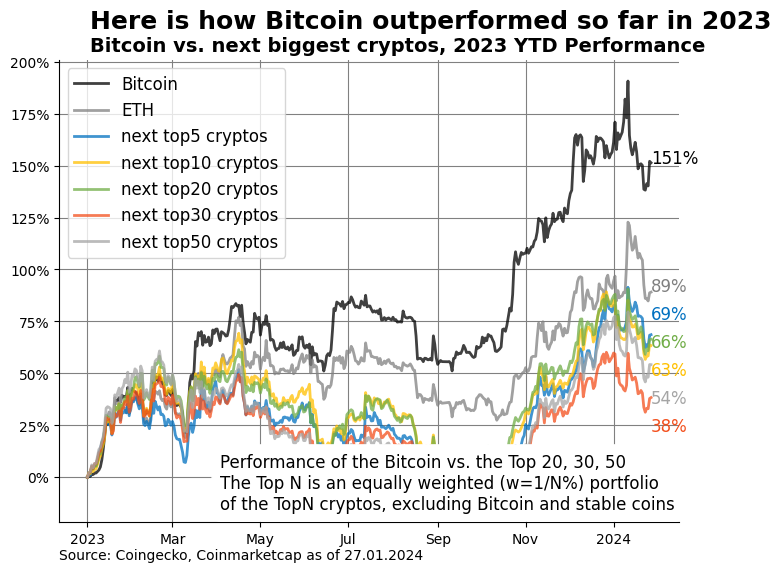 Here is how Bitcoin outperformed so far in 2023
Bitcoin vs. next biggest cryptos, 2023 YTD Performance
200%
175%
150%
125%
100%
75%
50%
25%
0%
Bitcoin
ETH
next top5 cryptos
next top10 cryptos
next top20 cryptos
next top30 cryptos
next top50 cryptos
151%
89%
69%
66%
63%
54%
38%
Performance of the Bitcoin vs. the Top 20, 30, 50
The Top N is an equally weighted (w=1/N%) portfolio
of the TopN cryptos, excluding Bitcoin and stable coins
2023 Mar May Jul Sep Nov 2024
Source: Coingecko, Coinmarketcap as of 27.01.2024